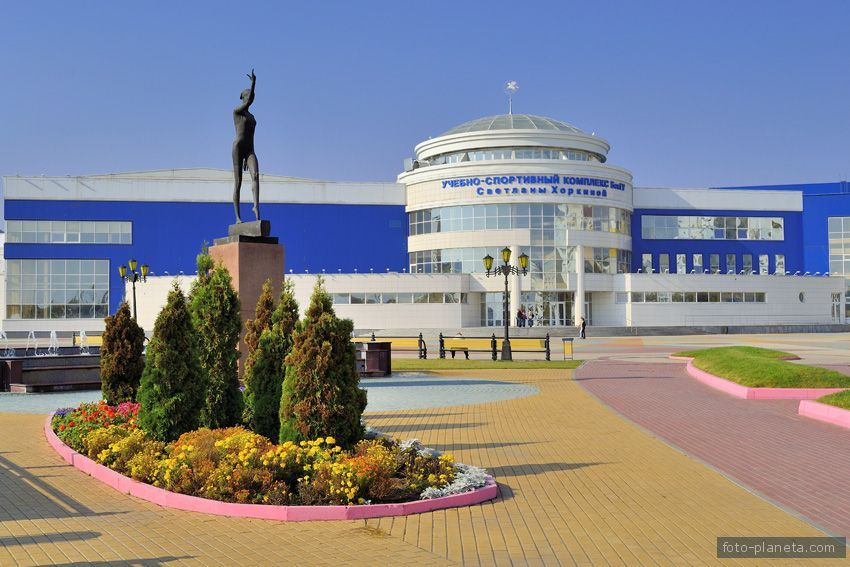 УЧЕБНО-СПОРТИВНЫЙ КОМПЛЕКС БелГУ
Светланы Хоркиной
foto-planeta.com